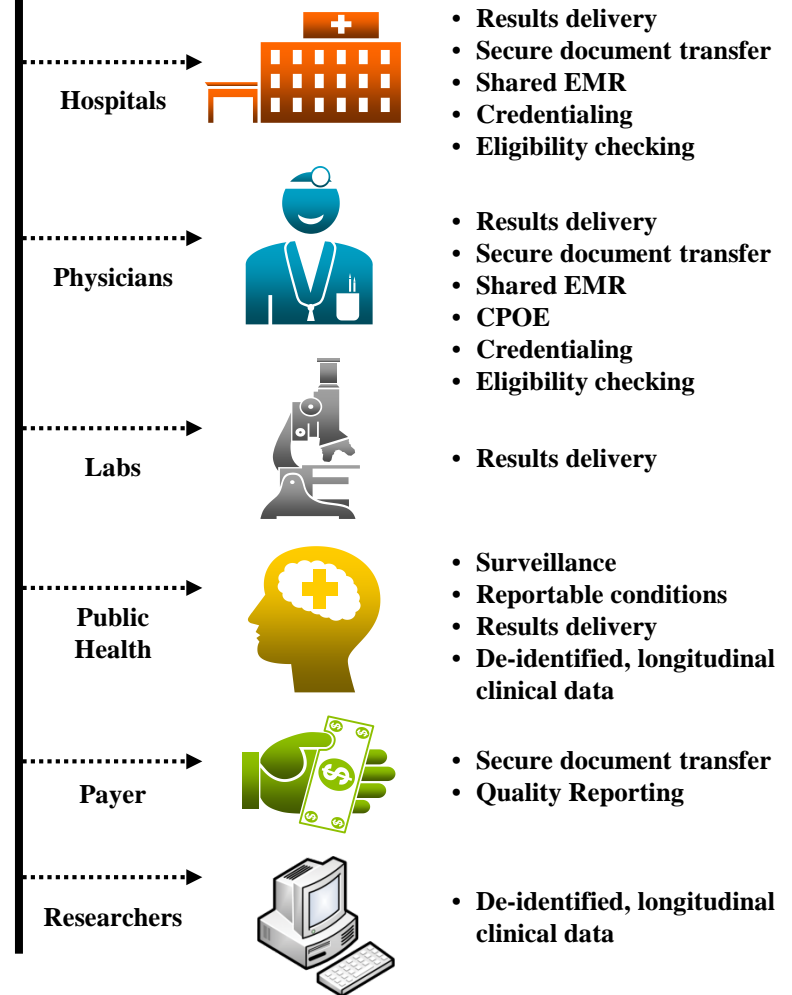 Hospitals
• Results delivery
• Secure document transfer
• Shared EMR
• Credentialing
• Eligibility checking
Physicians
• Results delivery
• Secure document transfer
• Shared EMR
• CPOE
• Credentialing
• Eligibility checking
Labs
• Results delivery
Public
Health
• Surveillance
• Reportable conditions
• Results delivery
• De-identified, longitudinal
clinical data
Payer
$
$
$
$
$
• Secure document transfer
• Quality Reporting
Researchers
• De-identified, longitudinal
clinical data